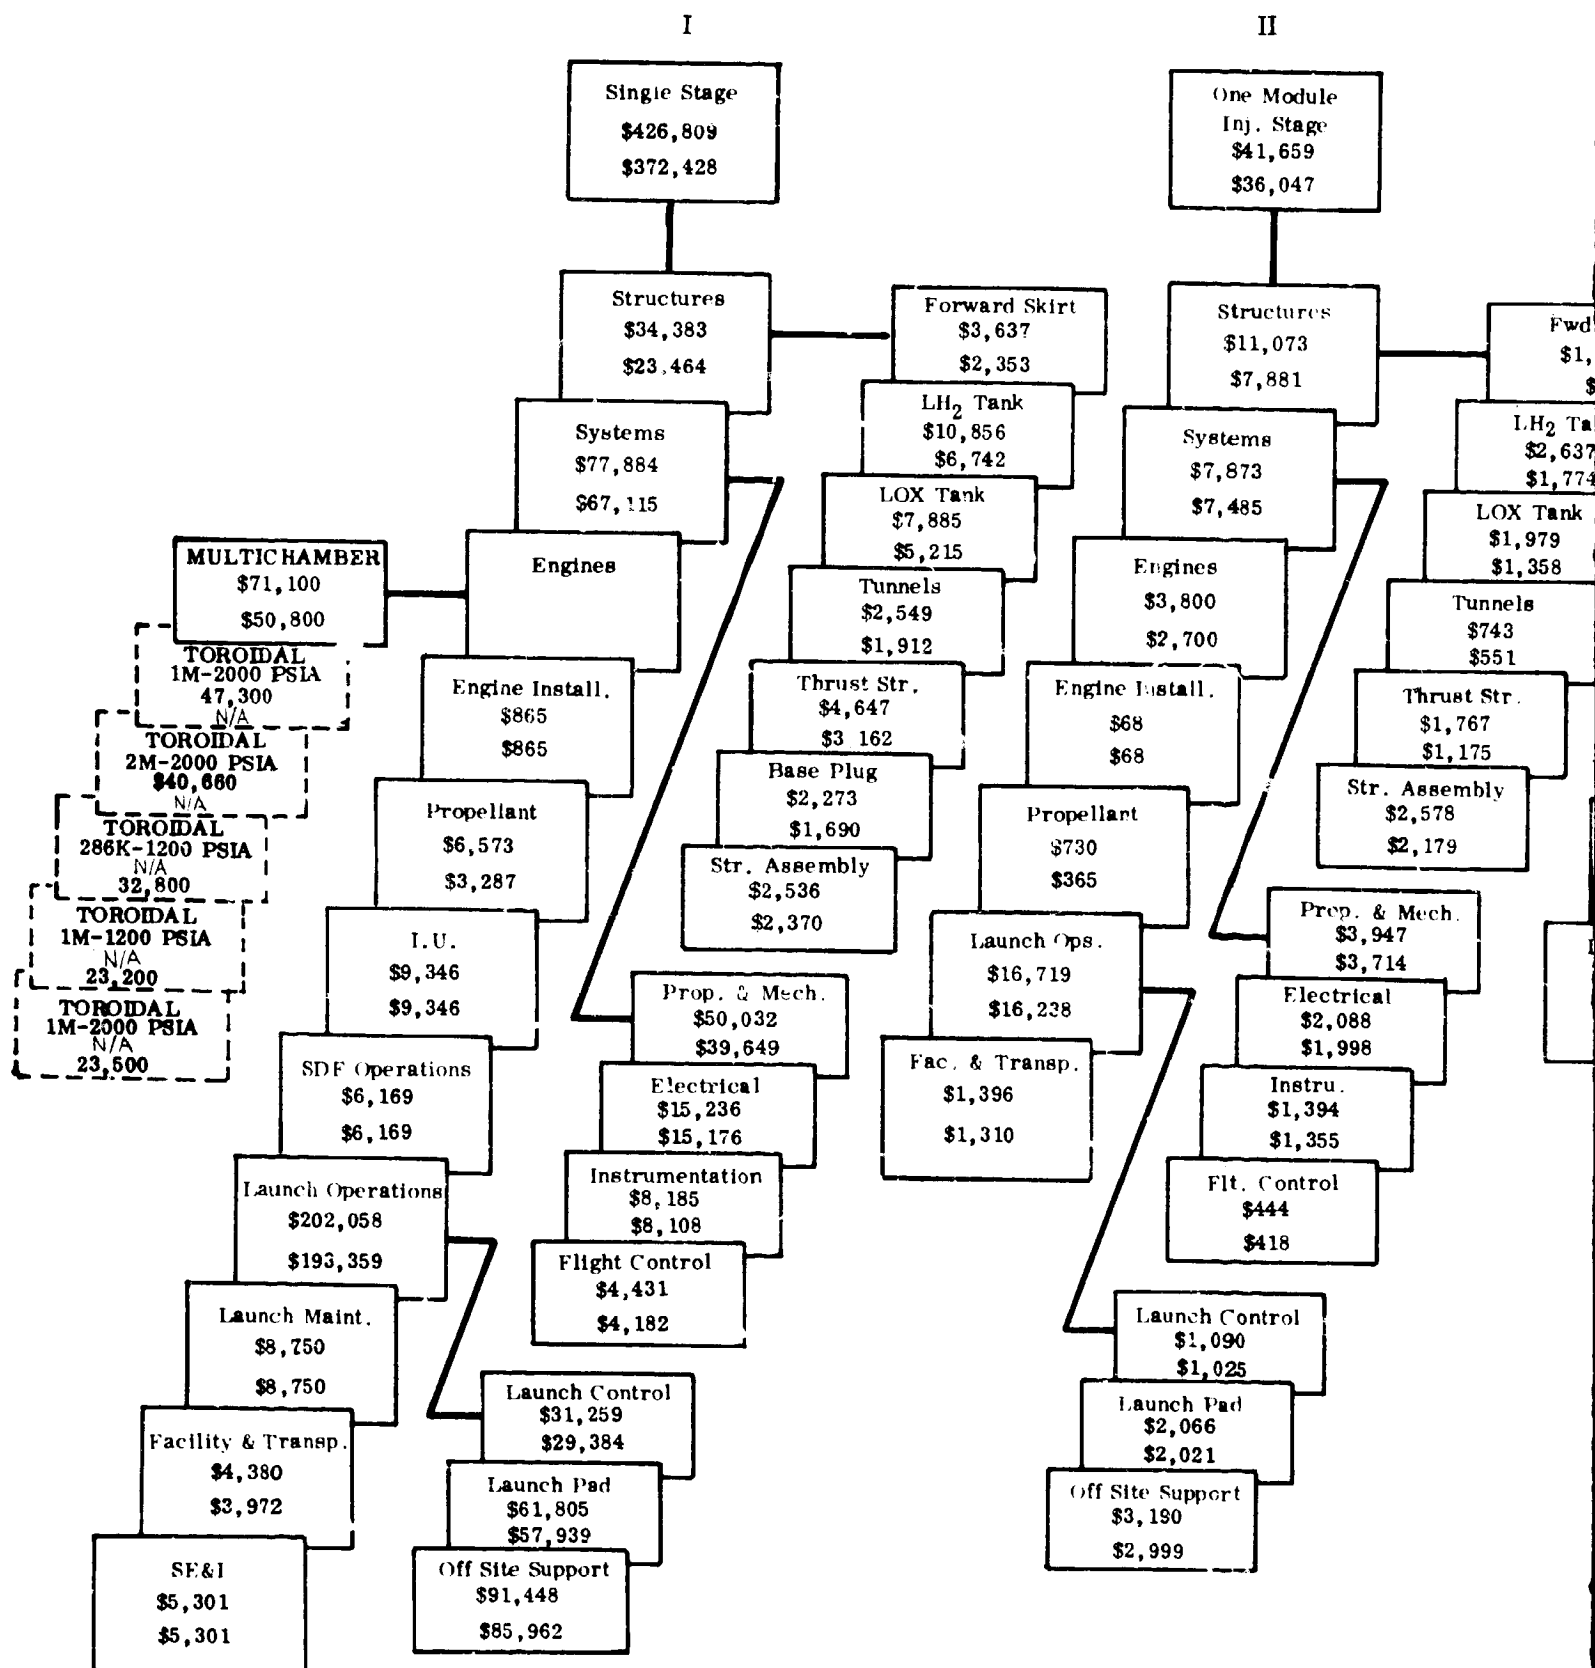 I
Single Stage
$426,809
$372,428
Structures
$34,383
$23,464
Systems
$77,884
$67,115
Engines
MULTICHAMBER
$71,100
$50,800
TOROIDAL
1M-2000 PSIA
47,300
N/A
TOROIDAL
2M-2000 PSIA
$40,660
N/A
TOROIDAL
286K-1200 PSIA
N/A
32,800
TOROIDAL
1M-1200 PSIA
N/A
23,200
TOROIDAL
1M-2000 PSIA
N/A
23,500
Engine Install.
$865
$865
Propellant
$6,573
$3,287
I.U.
$9,346
$9,346
SDF Operations
$6,169
$6,169
Launch Operations
$202,058
$193,359
Launch Maint.
$8,750
$8,750
Facility & Transp.
$4,380
$3,972
SE&I
$5,301
$5,301
Forward Skirt
$3,637
$2,353
LH2 Tank
$10,856
$6,742
LOX Tank
$7,885
$5,215
Tunnels
$2,549
$1,912
Thrust Str.
$4,647
$3 162
Base Plug
$2,273
$1,690
Str. Assembly
$2,536
$2,370
Prop. & Mech.
$50,032
$39,649
Electrical
$15,236
$15,176
Instrumentation
$8,185
$8,108
Flight Control
$4,431
$4,182
Launch Control
$31,259
$29,384
Launch Pad
$61,805
$57,939
Off Site Support
$91,448
$85,962
II
One Module
Inj. Stage
$41,659
$36,047
Structures
$11,073
$7,881
Systems
$7,873
$7,485
Engines
$3,800
$2,700
Engine Install.
$68
$68
Propellant
$730
$365
Launch Ops.
$16,719
$16,238
Fac. & Transp.
$1,396
$1,310
Fwd
$1,
$
LH2 Ta
$2,637
$1,774
LOX Tank
$1,979
$1,358
Tunnels
$743
$551
Thrust Str.
$1,767
$1,175
Str. Assembly
$2,578
$2,179
Prop. & Mech.
$3,947
$3,714
Electrical
$2,088
$1,998
Instru.
$1,394
$1,355
Flt. Control
$444
$418
Launch Control
$1,090
$1,025
Launch Pad
$2,066
$2,021
Off Site Support
$3,190
$2,999